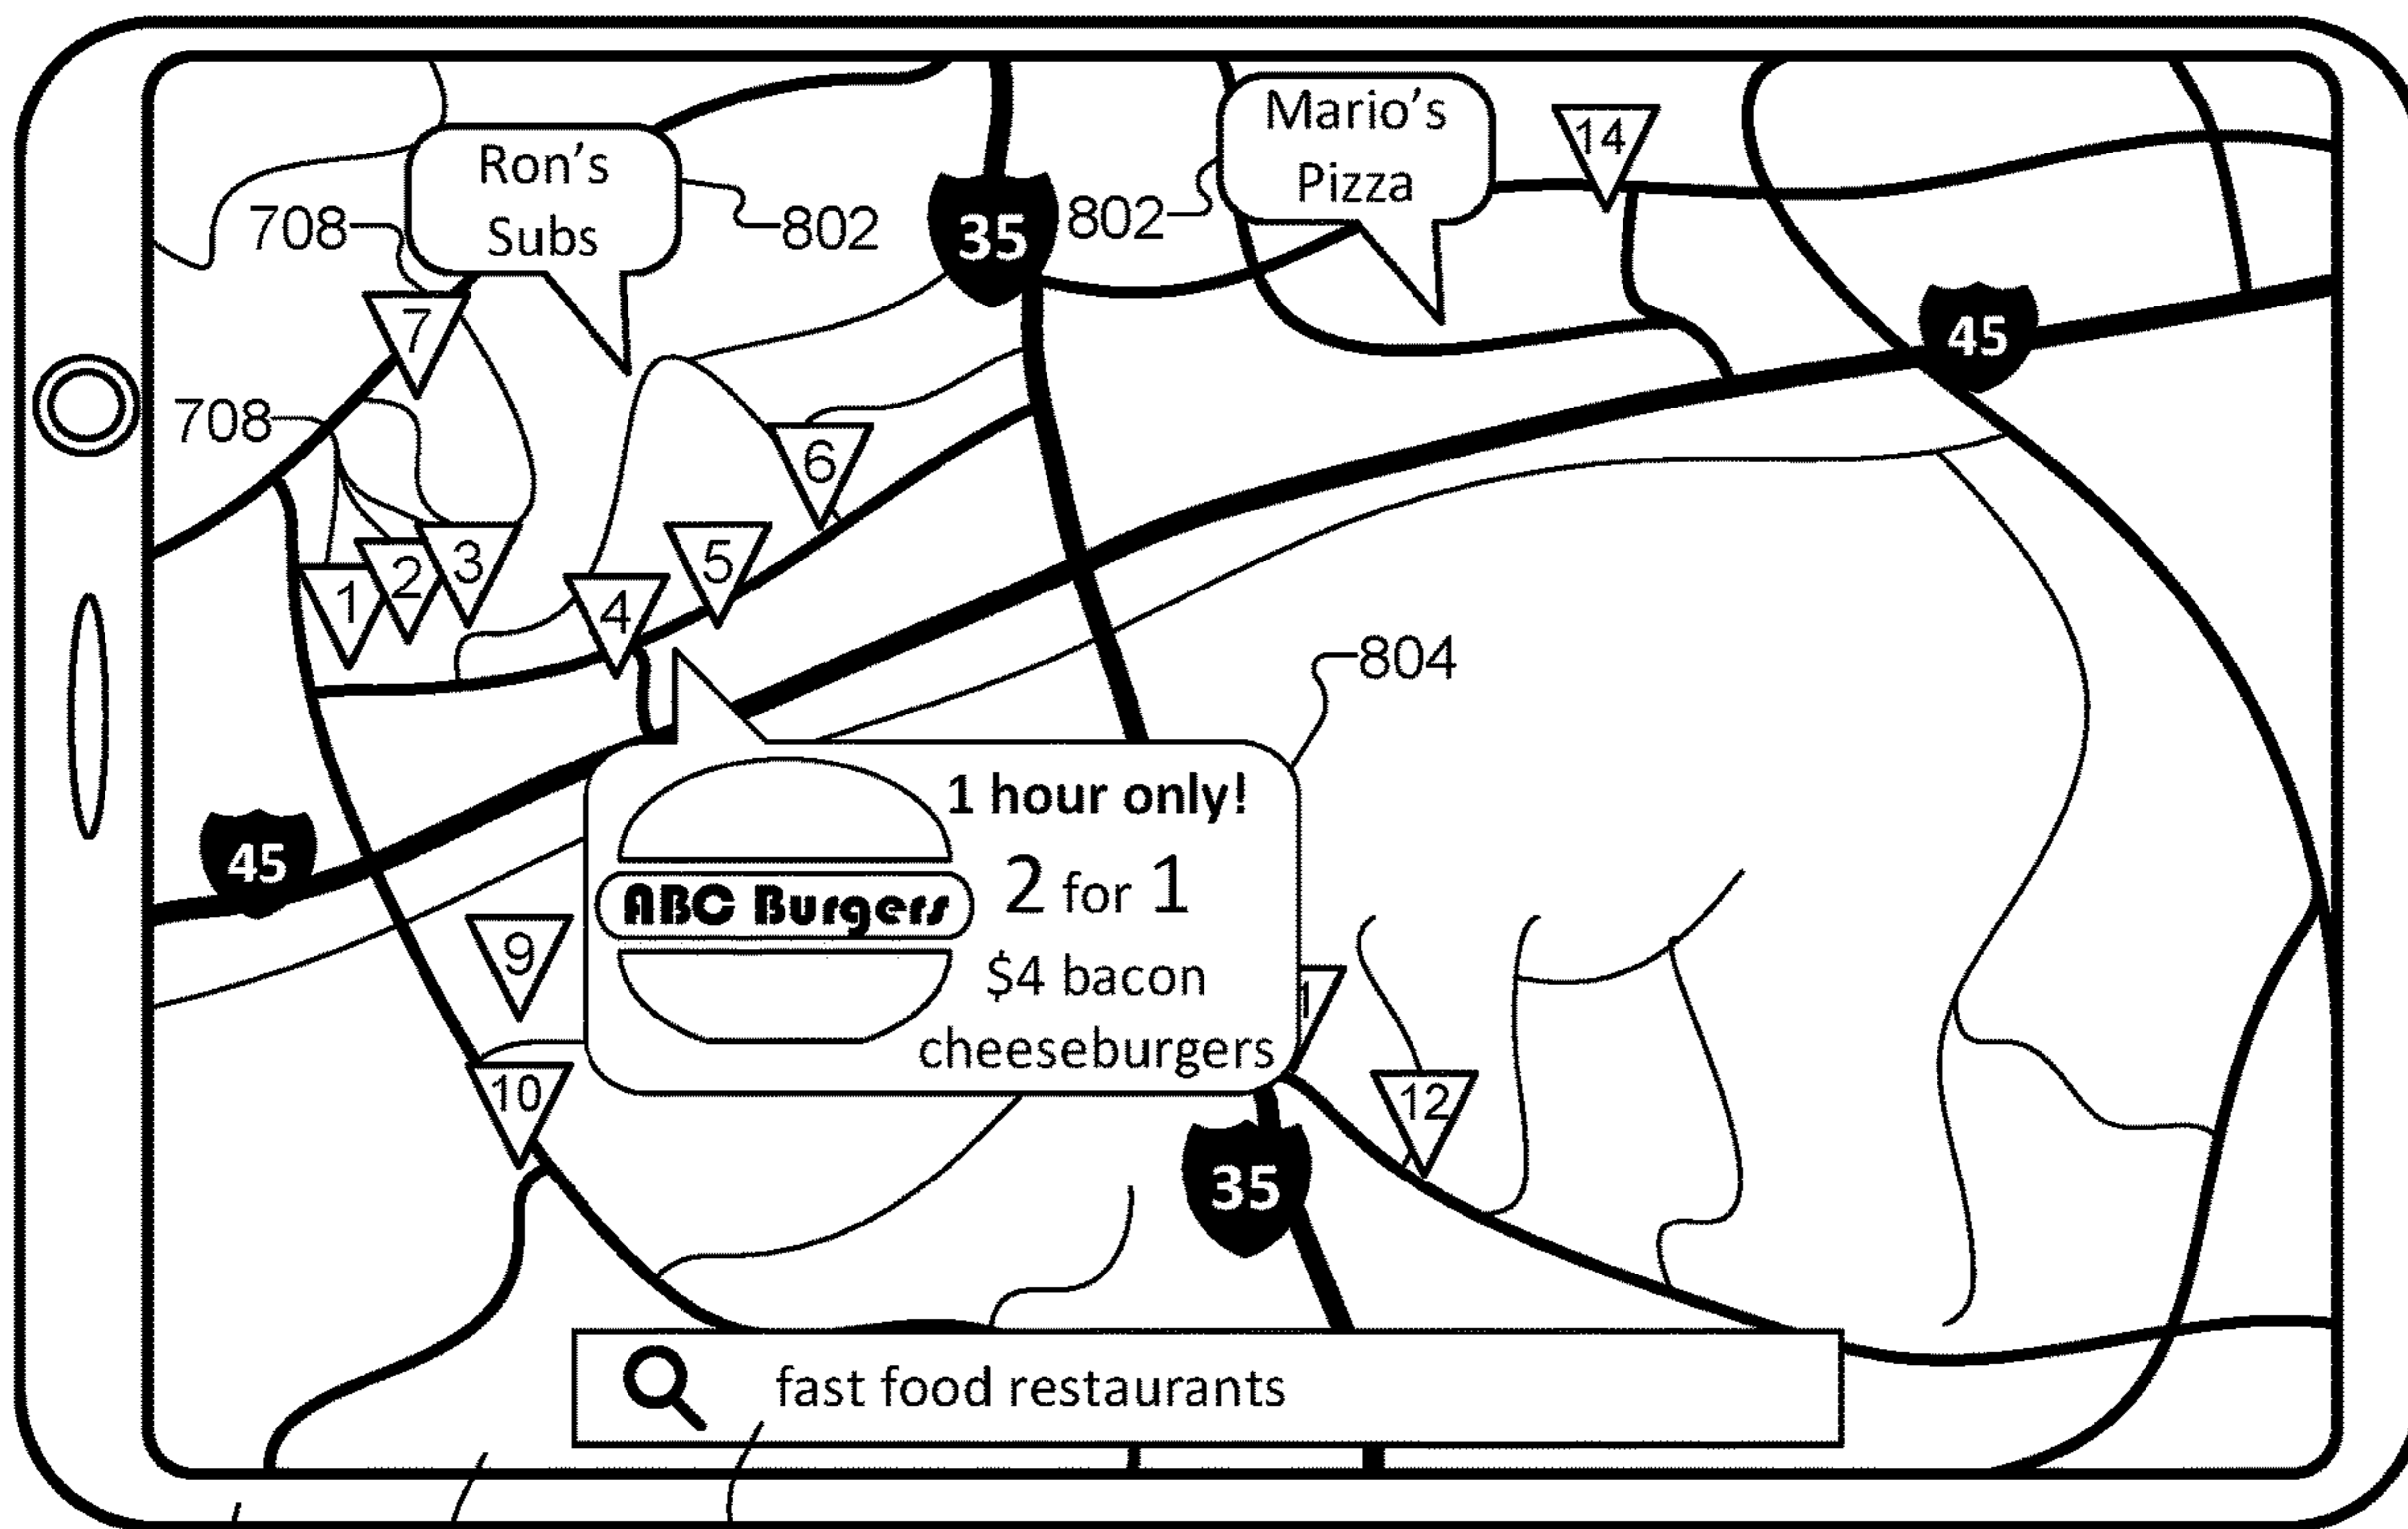 Ron's
Subs
Mario's
Pizza
14
708
802
35
802
7
45
708
6
1
2
3
4
5
804
45
1 hour only!
2 for 1
ABC Burgers
$4 bacon
cheeseburgers
9
10
12
35
fast food restaurants